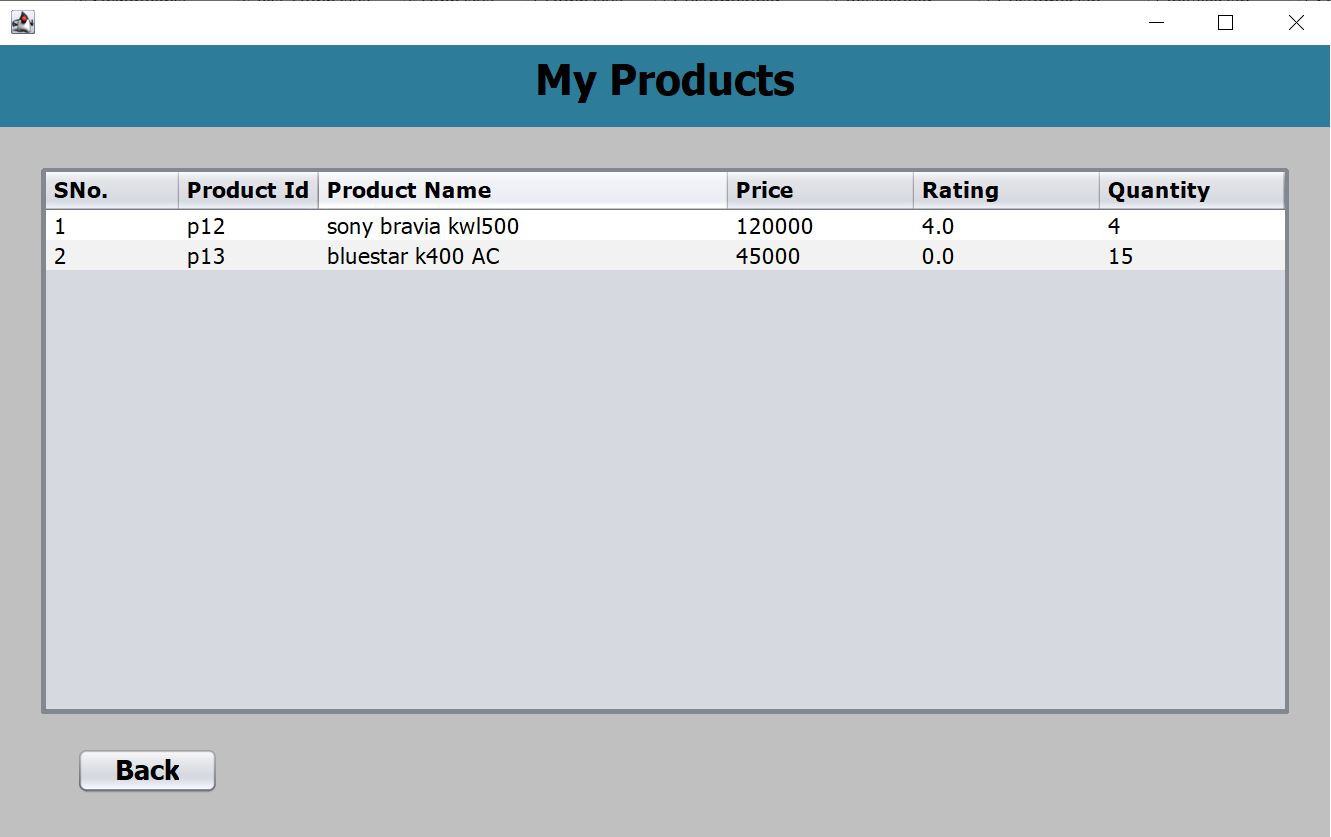 My Products
SNo. Product Id Product Name Price Rating Quantity
1 p12 sony bravia kwl500 120000 4.0 4
2 p13 bluestar k400 AC 45000 0.0 15
Back